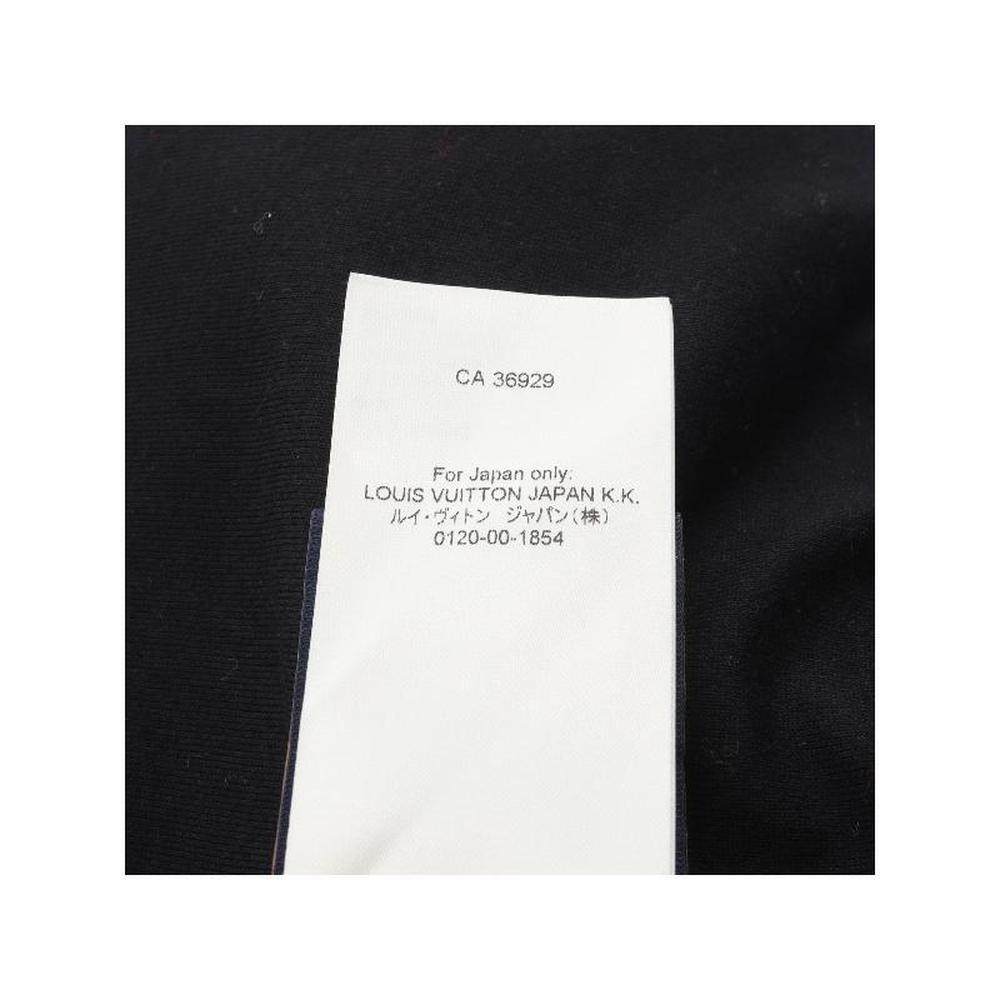 CA 36929
For Japan only:
LOUIS VUITTON JAPAN K.K.
ルイ・ヴィトン　ジャパン(株)
0120-00-1854